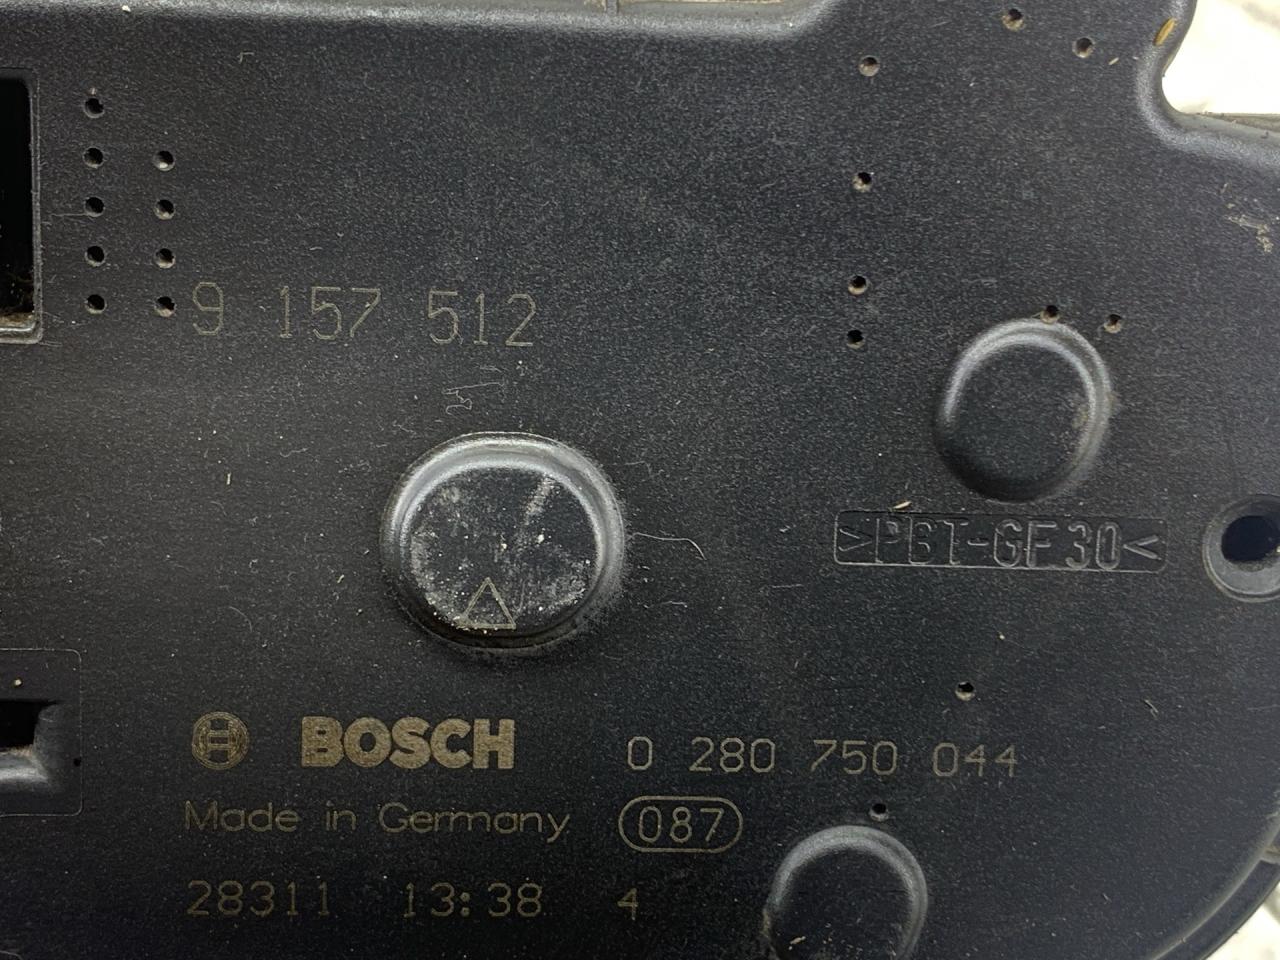 9 157 512
>PBT-GF30<
BOSCH 0 280 750 044
Made in Germany 087
28311 13:38 4